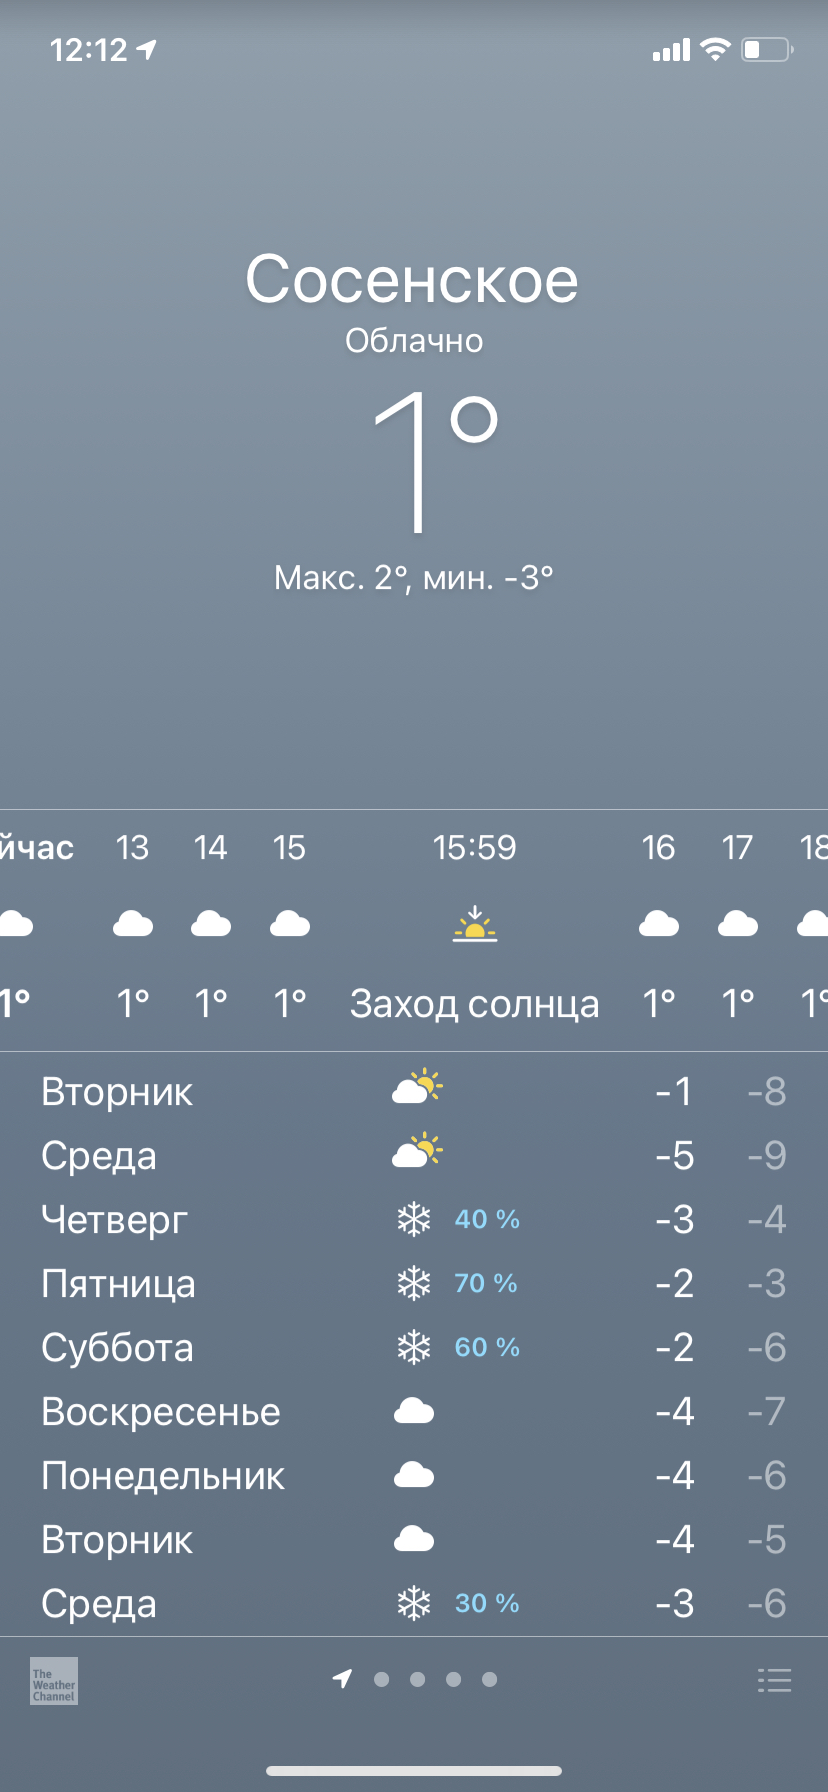 12:12
Сосенское
Облачно
1°
Макс. 2°, мин. -3°
йчас 13 14 15 15:59 16 17 18
1° 1° 1° 1° Заход солнца 1° 1° 1°
Вторник -1 -8
Среда -5 -9
Четверг 40 % -3 -4
Пятница 70 % -2 -3
Суббота 60 % -2 -6
Воскресенье -4 -7
Понедельник -4 -6
Вторник -4 -5
Среда 30 % -3 -6
The
Weather
Channel